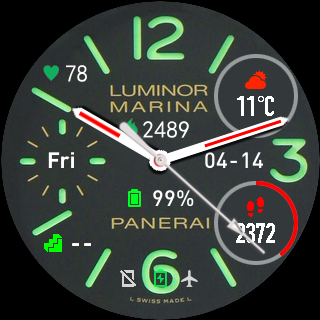 12
78
LUMINOR
MARINA
11°C
2489
Fri
04-14
3
99%
PANERAI
2372
--
6
L SWISS MADE L